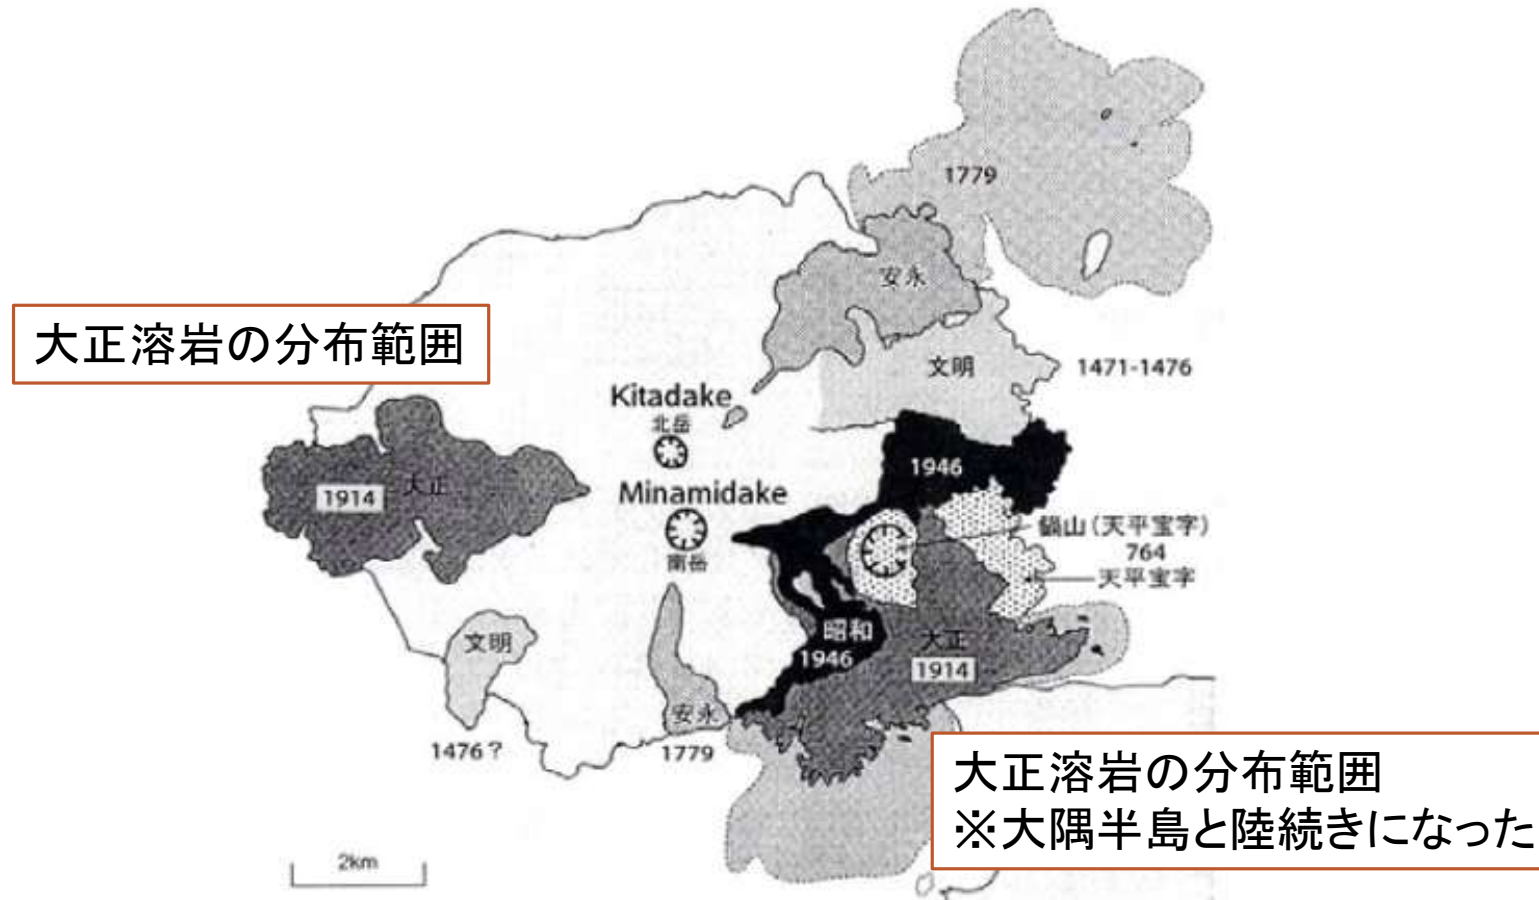 1779
安永
大正溶岩の分布範囲
文明
1471-1476
Kitadake
北岳
1946
大正
1914
Minamidake
鍋山(天平宝字)
764
南岳
天平宝字
昭和
1946
文明
大正
1914
安永
1476?
1779
大正溶岩の分布範囲
※大隅半島と陸続きになった
2km